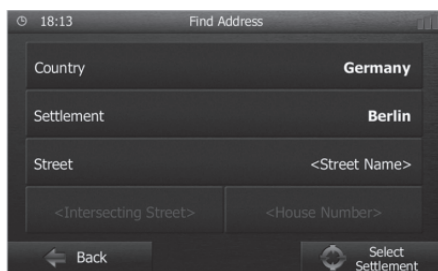 18:13 Find Address
Country Germany
Settlement Berlin
Street <Street Name>
<Intersecting Street> <House Number>
Back Select
Settlement